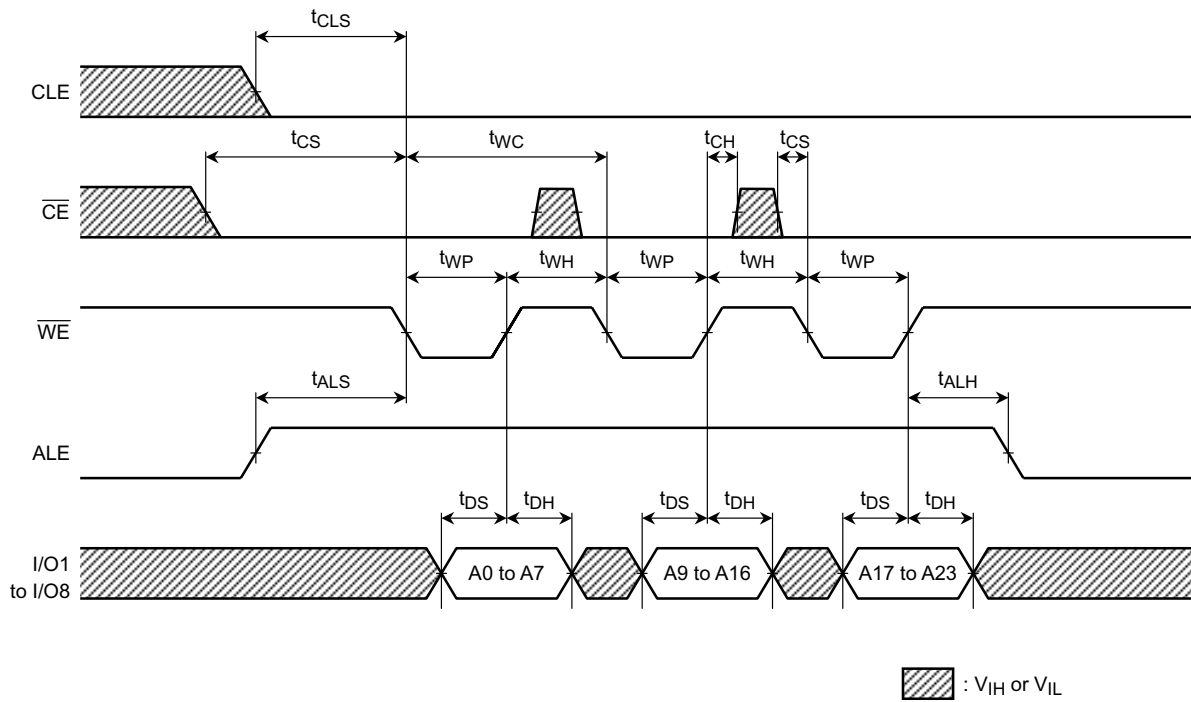 tCLS
CLE
tCS tWC tCH tCS
CE
tWP tWH tWP tWH tWP
WE
tALS tALH
ALE
tDS tDH tDS tDH tDS tDH
I/O1
to I/O8
A0 to A7 A9 to A16 A17 to A23
: VIH or VIL